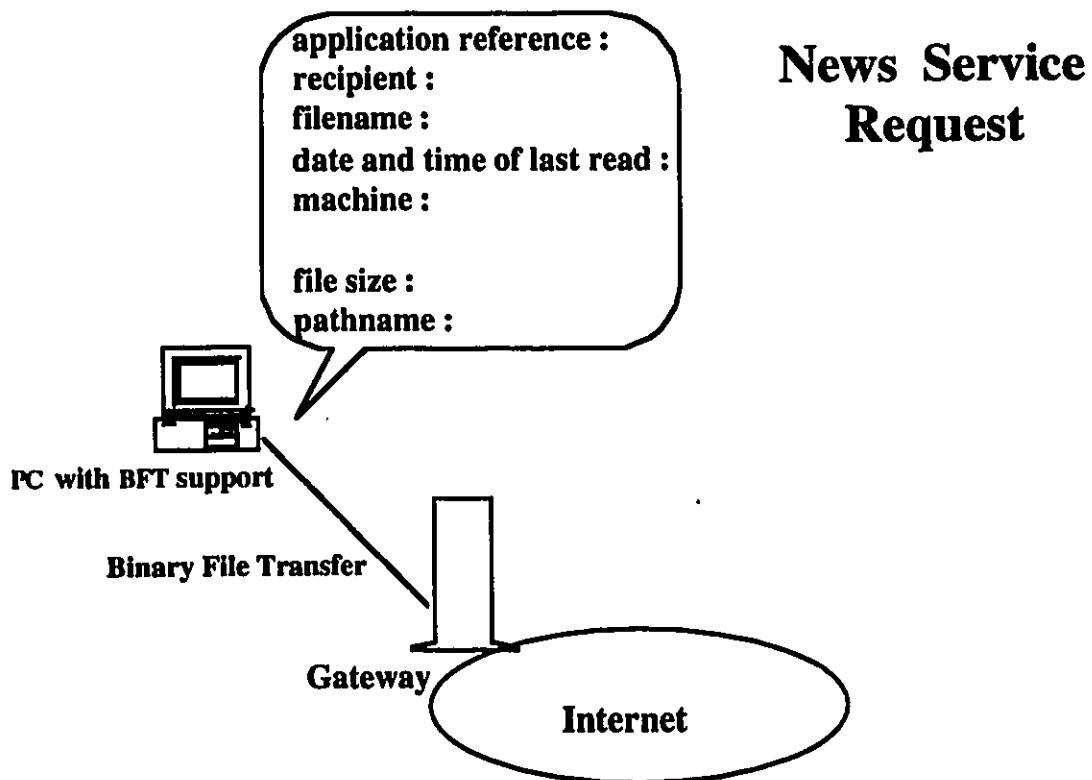 application reference :
recipient :
filename :
date and time of last read :
machine :
file size :
pathname :
News Service
Request
PC with BFT support
Binary File Transfer
Gateway
Internet